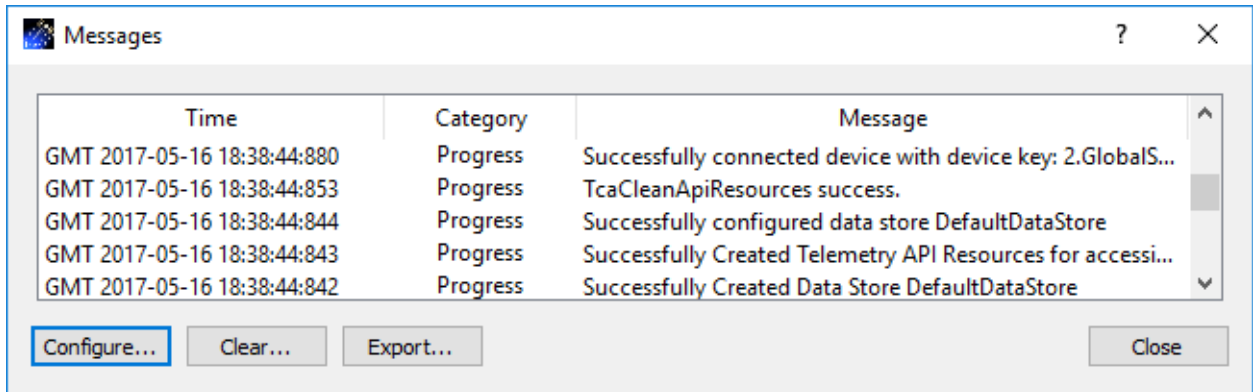 Messages
?
Time Category Message
GMT 2017-05-16 18:38:44:880 Progress Successfully connected device with device key: 2.GlobalS...
GMT 2017-05-16 18:38:44:853 Progress TcaCleanApiResources success.
GMT 2017-05-16 18:38:44:844 Progress Successfully configured data store DefaultDataStore
GMT 2017-05-16 18:38:44:843 Progress Successfully Created Telemetry API Resources for accessi...
GMT 2017-05-16 18:38:44:842 Progress Successfully Created Data Store DefaultDataStore
Configure... Clear... Export... Close